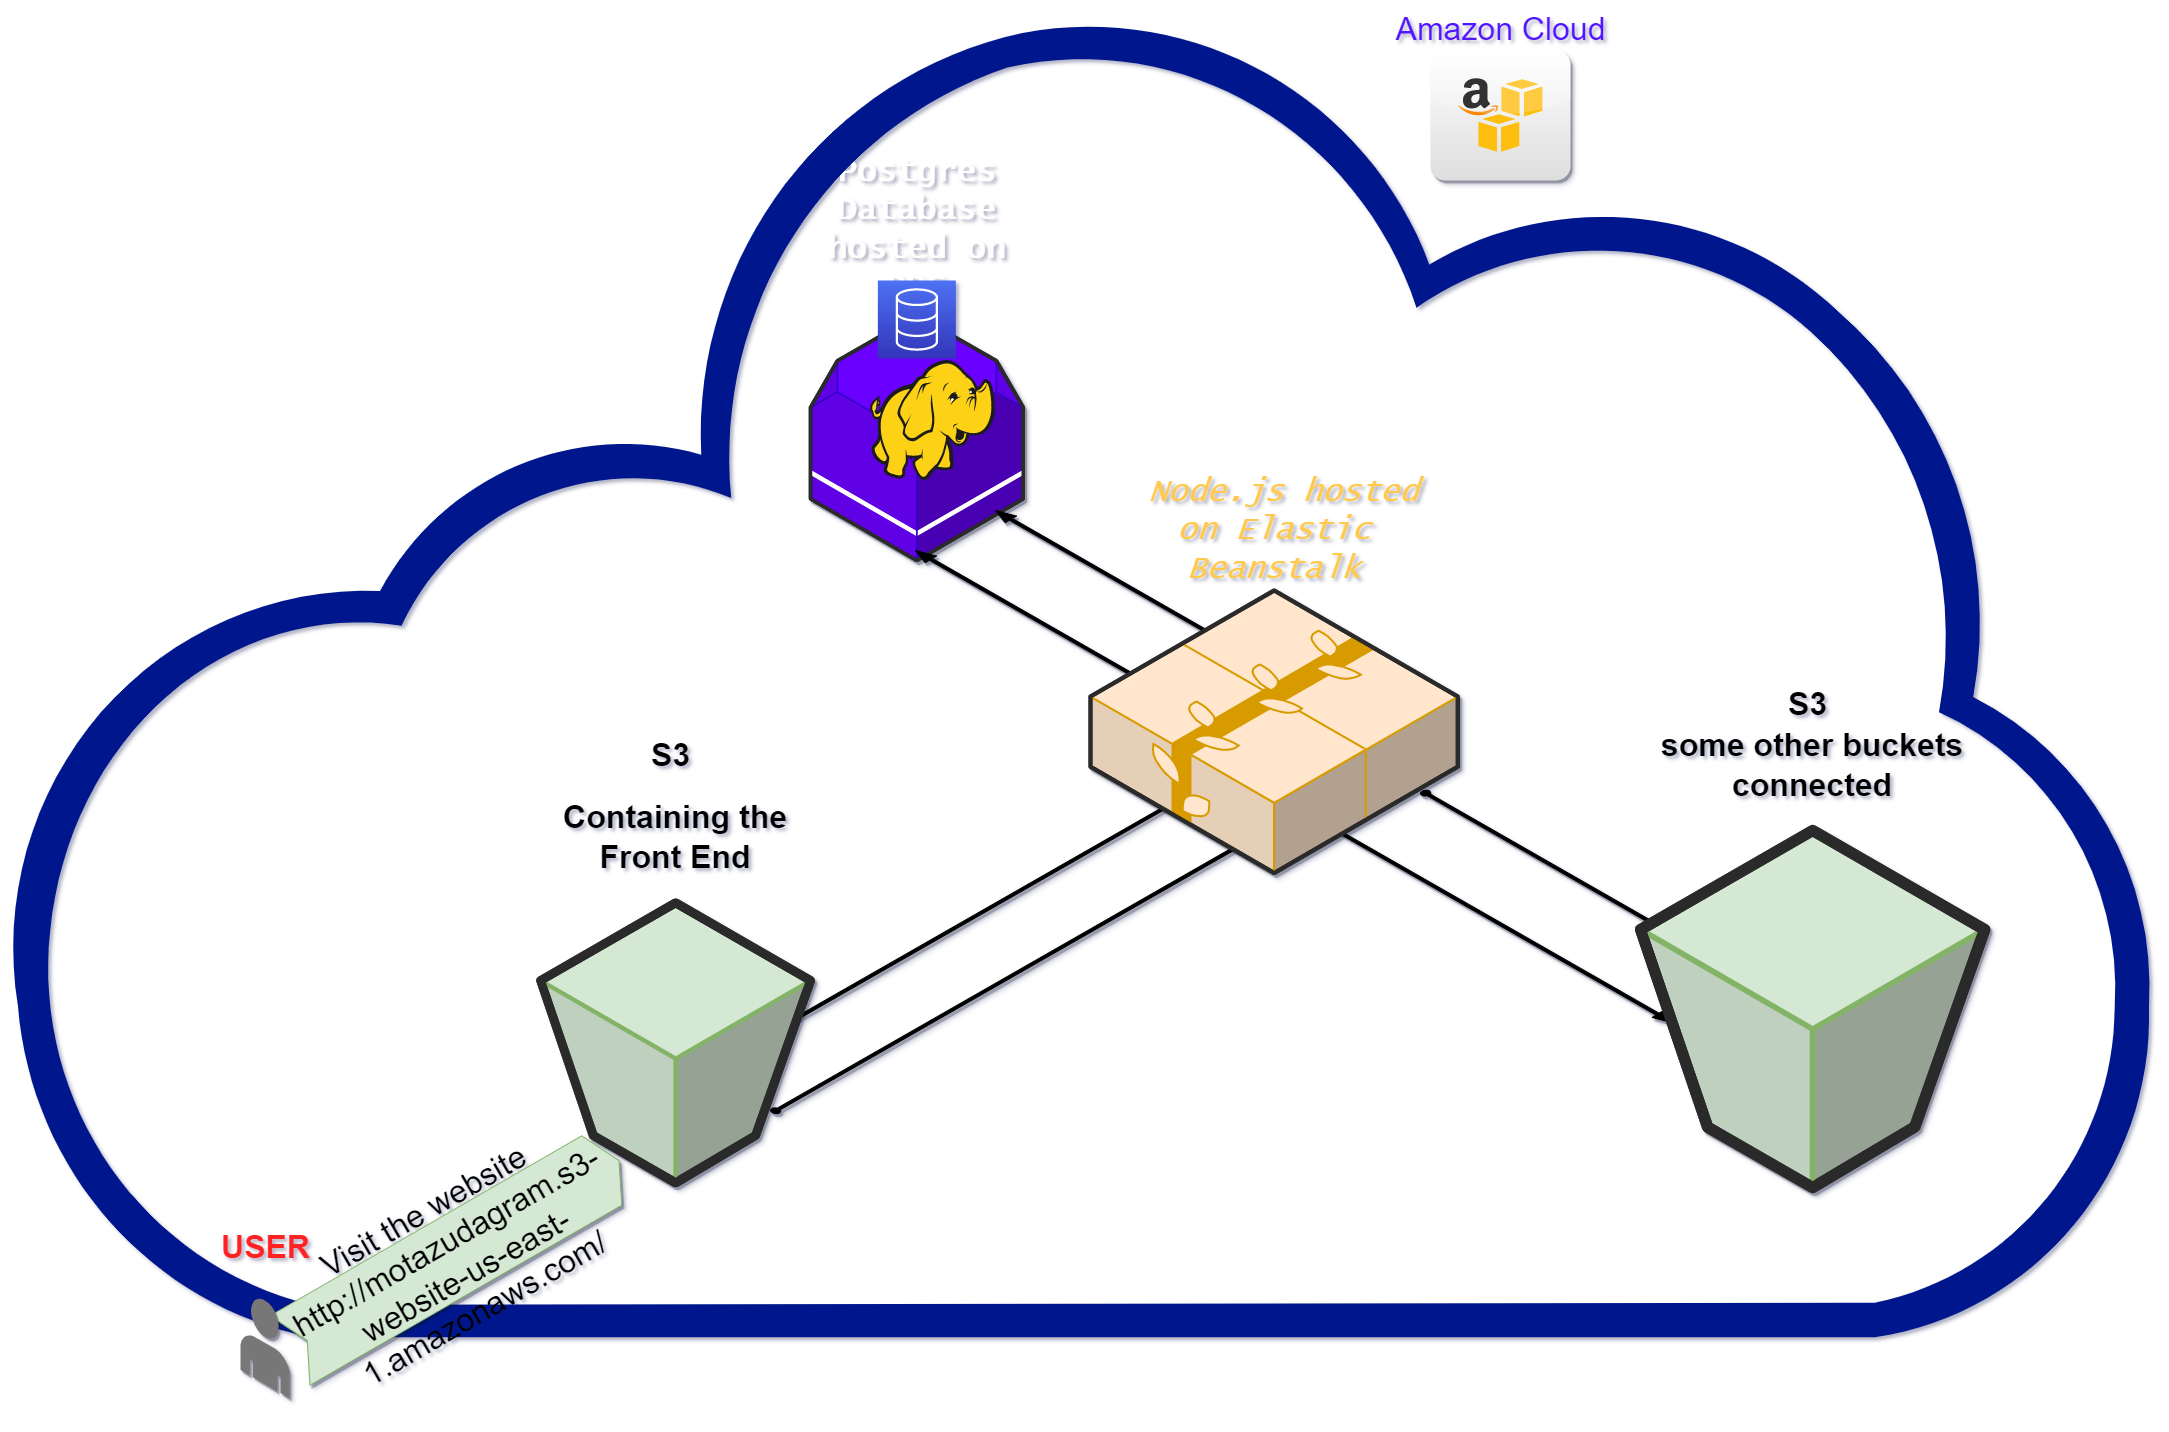 Amazon Cloud
a
Postgres
Database
hosted on
Node.js hosted
on Elastic
Beanstalk
S3
some other buckets
connected
S3
Containing the
Front End
USER
Visit the website
http://motazudagram.s3-
website-us-east-
1.amazonaws.com/